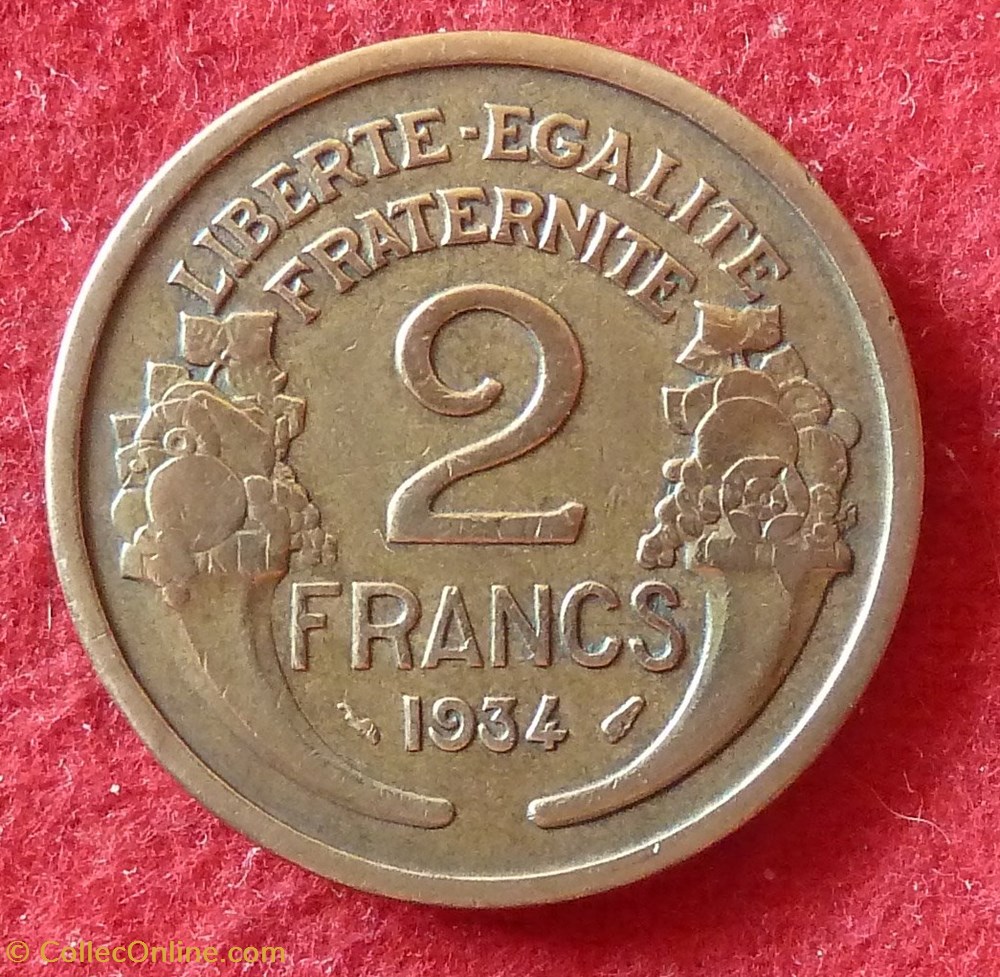 LIBERTE-EGALITE
FRATERNITE
2
FRANCS
1934
© CollecOnline.com